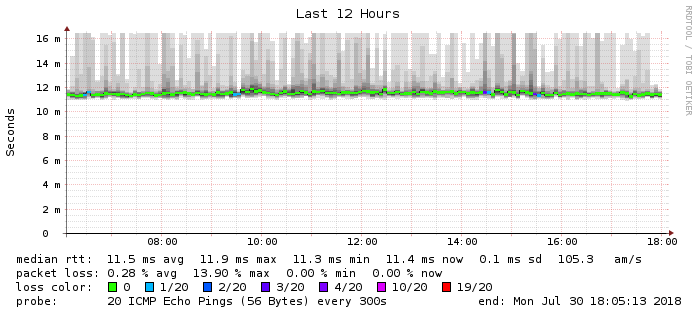 Last 12 Hours
RRDTOOL / TOBI OETIKER
Seconds
16 m
14 m
12 m
10 m
8 m
6 m
4 m
2 m
0
08:00 10:00 12:00 14:00 16:00 18:00
median rtt: 11.5 ms avg 11.9 ms max 11.3 ms min 11.4 ms now 0.1 ms sd 105.3 am/s
packet loss: 0.28 % avg 13.90 % max 0.00 % min 0.00 % now
loss color: 0 1/20 2/20 3/20 4/20 10/20 19/20
probe: 20 ICMP Echo Pings (56 Bytes) every 300s end: Mon Jul 30 18:05:13 2018